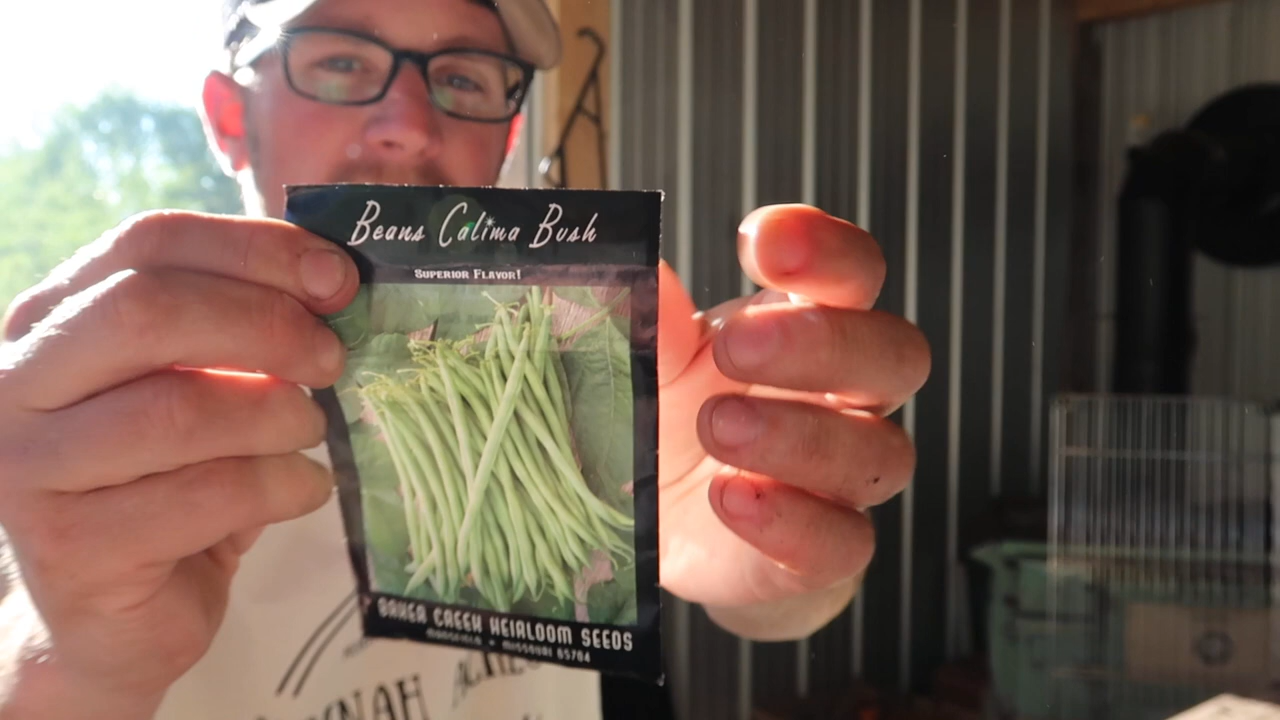 Beans Calima Bush
Superior Flavor!
BAKER CREEK HEIRLOOM SEEDS
MANSFIELD • MISSOURI 65704